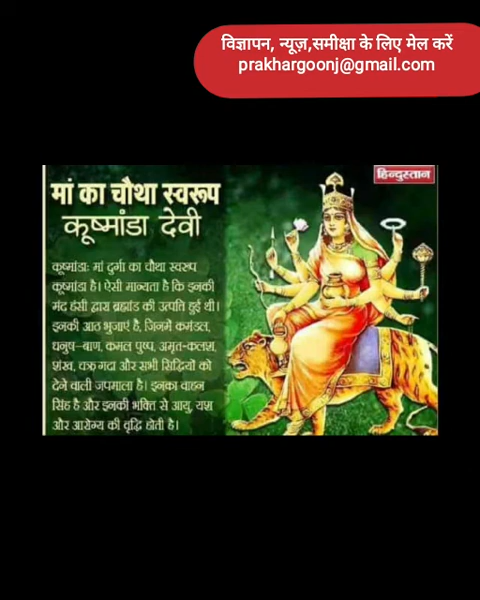 विज्ञापन, न्यूज़,समीक्षा के लिए मेल करें
prakhargoonj@gmail.com
हिन्दुस्तान
मां का चौथा स्वरूप
कूष्मांडा देवी
कूष्मांडाः मां दुर्गा का चौथा स्वरूप
कूष्मांडा है। ऐसी मान्यता है कि इनकी
मंद हंसी द्वारा ब्रह्मांड की उत्पति हुई थी।
इनकी आठ भुजाएं है, जिनमें कमंडल,
धनुष–बाण, कमल पुष्प, अमृत-कलश,
शंख, चक्र गदा और सभी सिद्धियों को
देने वाली जपमाला है। इनका वाहन
सिंह है और इनकी भक्ति से आयु, यश
और आरोग्य की वृद्धि होती है।